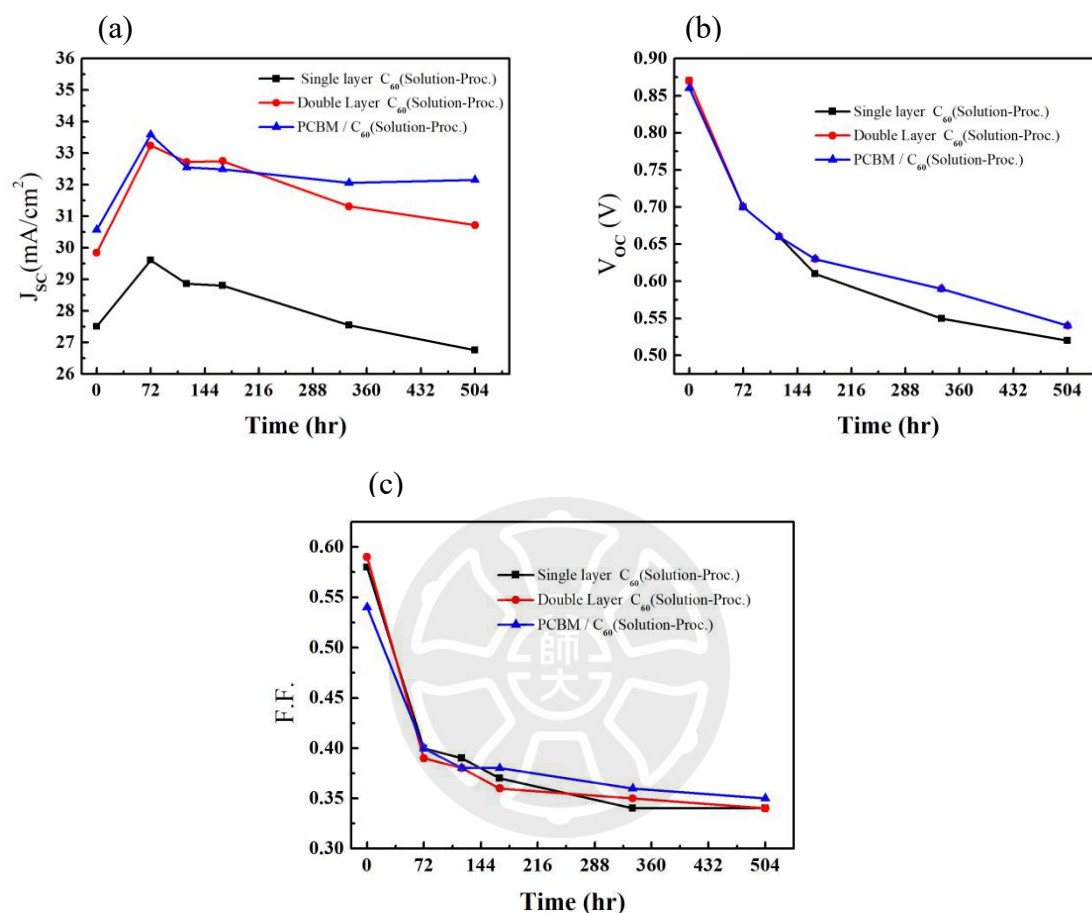 (a)
36
35
34
33
32
31
30
29
28
27
26
J_SC(mA/cm²)
Single layer C₆₀(Solution-Proc.)
Double Layer C₆₀(Solution-Proc.)
PCBM / C₆₀(Solution-Proc.)
0 72 144 216 288 360 432 504
Time (hr)
(b)
0.90
0.85
0.80
0.75
0.70
0.65
0.60
0.55
0.50
V_OC (V)
Single layer C₆₀(Solution-Proc.)
Double Layer C₆₀(Solution-Proc.)
PCBM / C₆₀(Solution-Proc.)
0 72 144 216 288 360 432 504
Time (hr)
(c)
0.60
0.55
0.50
0.45
0.40
0.35
0.30
F.F.
Single layer C₆₀(Solution-Proc.)
Double Layer C₆₀(Solution-Proc.)
PCBM / C₆₀(Solution-Proc.)
師大
0 72 144 216 288 360 432 504
Time (hr)